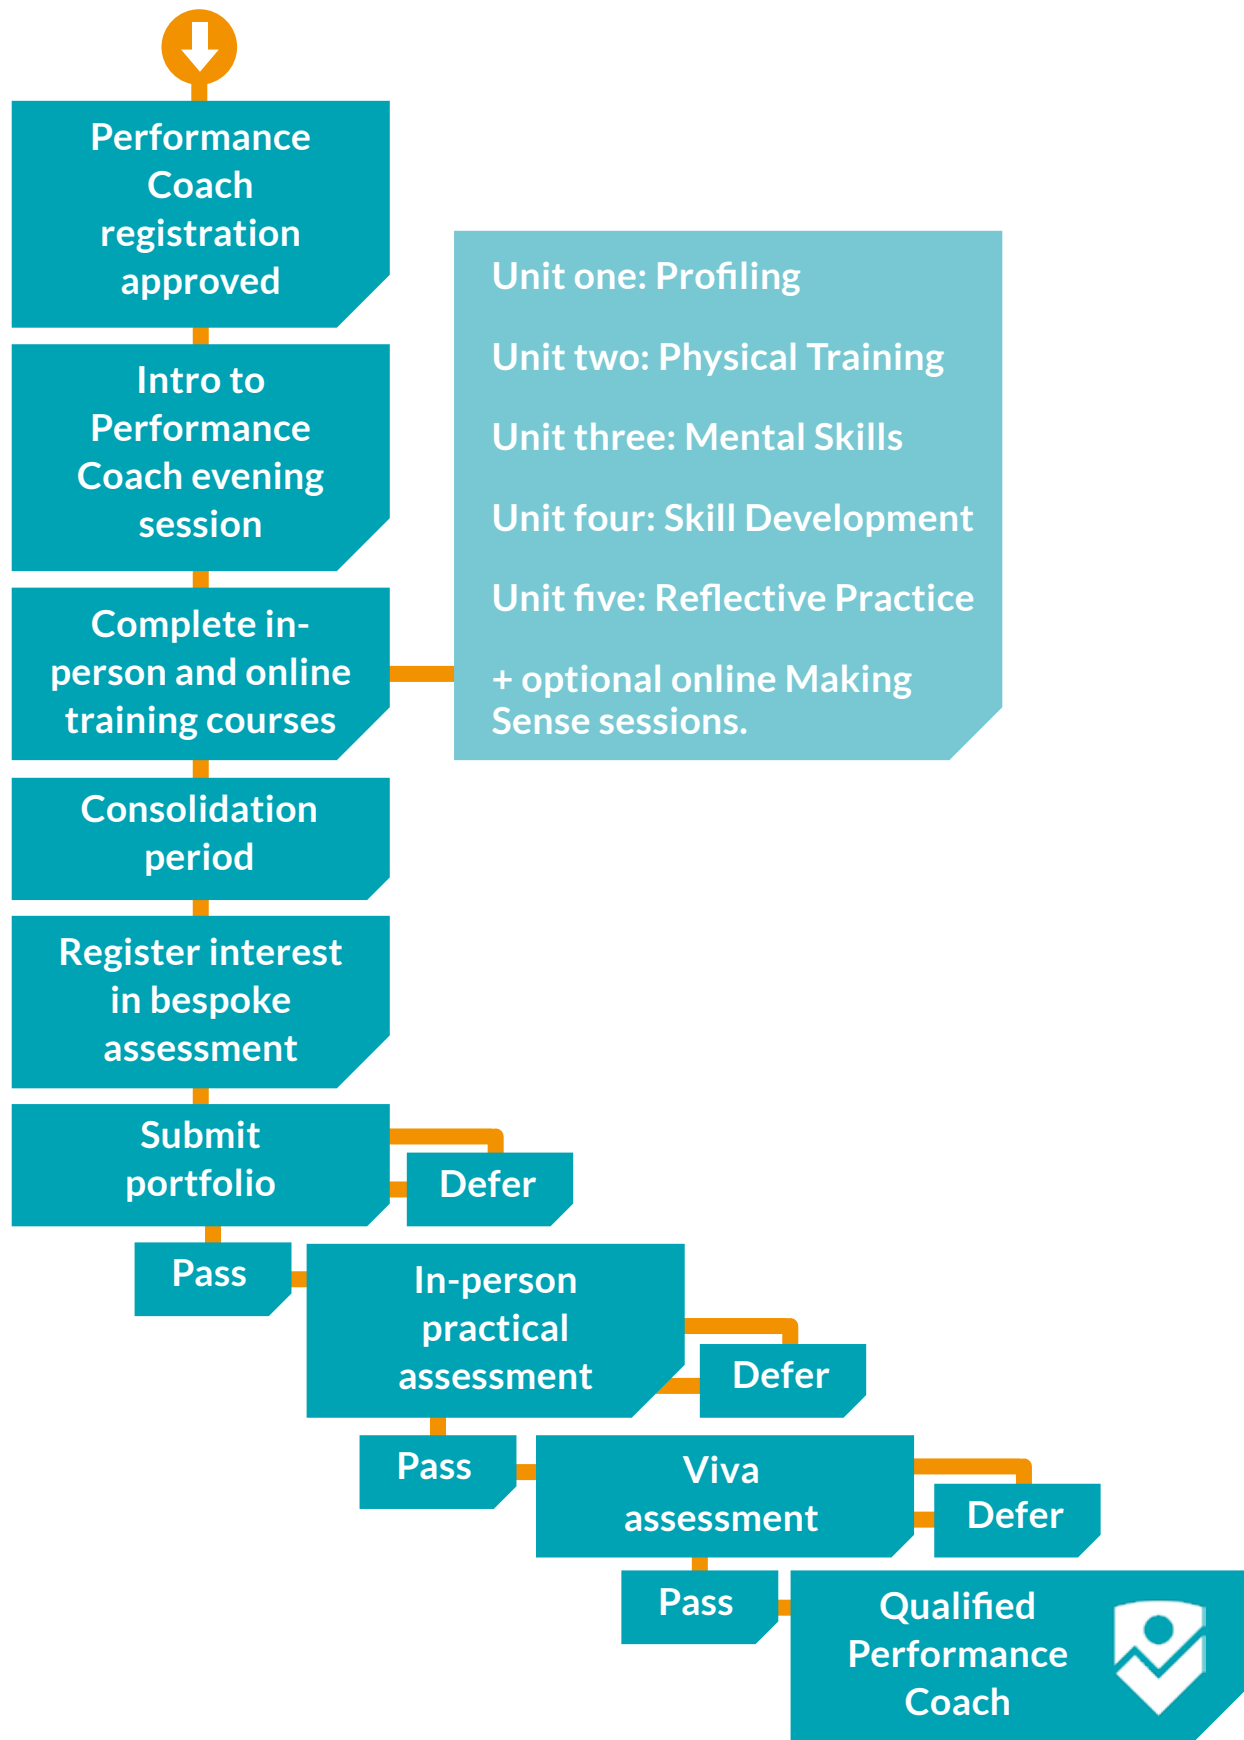 Performance
Coach
registration
approved
Intro to
Performance
Coach evening
session
Complete in-
person and online
training courses
Unit one: Profiling
Unit two: Physical Training
Unit three: Mental Skills
Unit four: Skill Development
Unit five: Reflective Practice
+ optional online Making
Sense sessions.
Consolidation
period
Register interest
in bespoke
assessment
Submit
portfolio
Defer
Pass
In-person
practical
assessment
Defer
Pass
Viva
assessment
Defer
Pass
Qualified
Performance
Coach